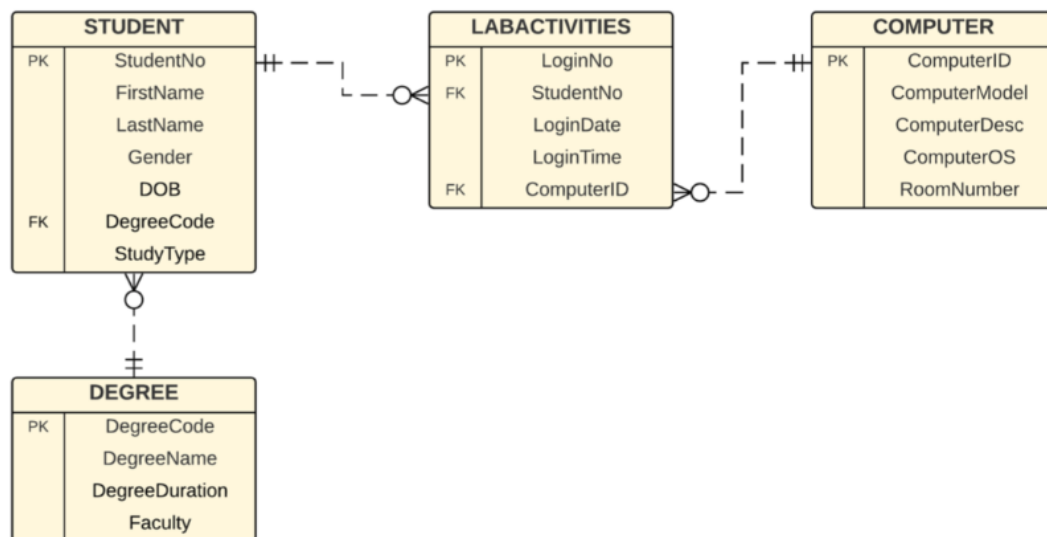 STUDENT
PK StudentNo
FirstName
LastName
Gender
DOB
FK DegreeCode
StudyType
LABACTIVITIES
PK LoginNo
FK StudentNo
LoginDate
LoginTime
FK ComputerID
COMPUTER
PK ComputerID
ComputerModel
ComputerDesc
ComputerOS
RoomNumber
DEGREE
PK DegreeCode
DegreeName
DegreeDuration
Faculty